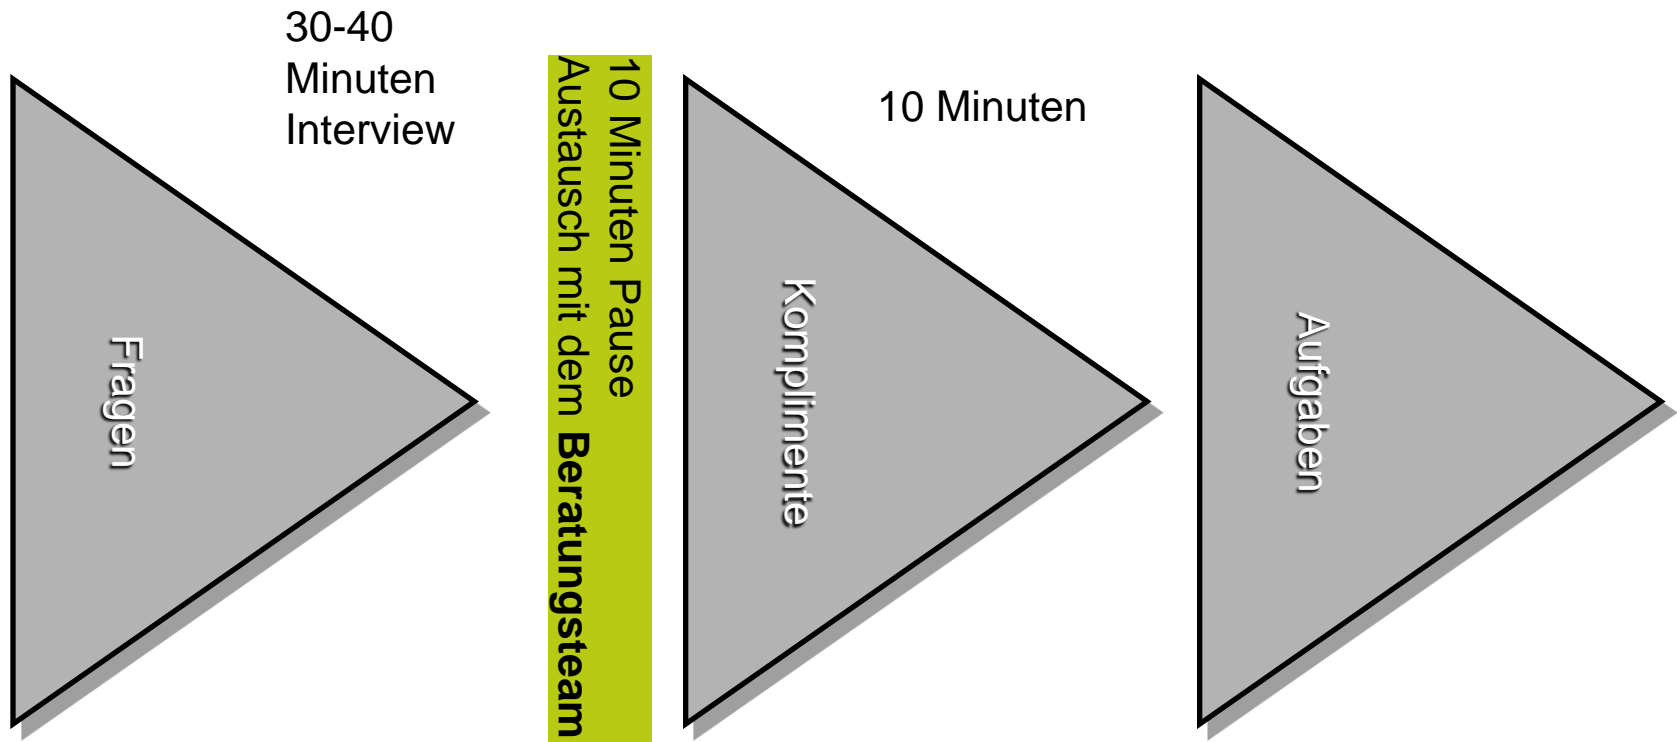 30-40
Minuten
Interview
Fragen
10 Minuten Pause
Austausch mit dem Beratungsteam
Komplimente
10 Minuten
Aufgaben